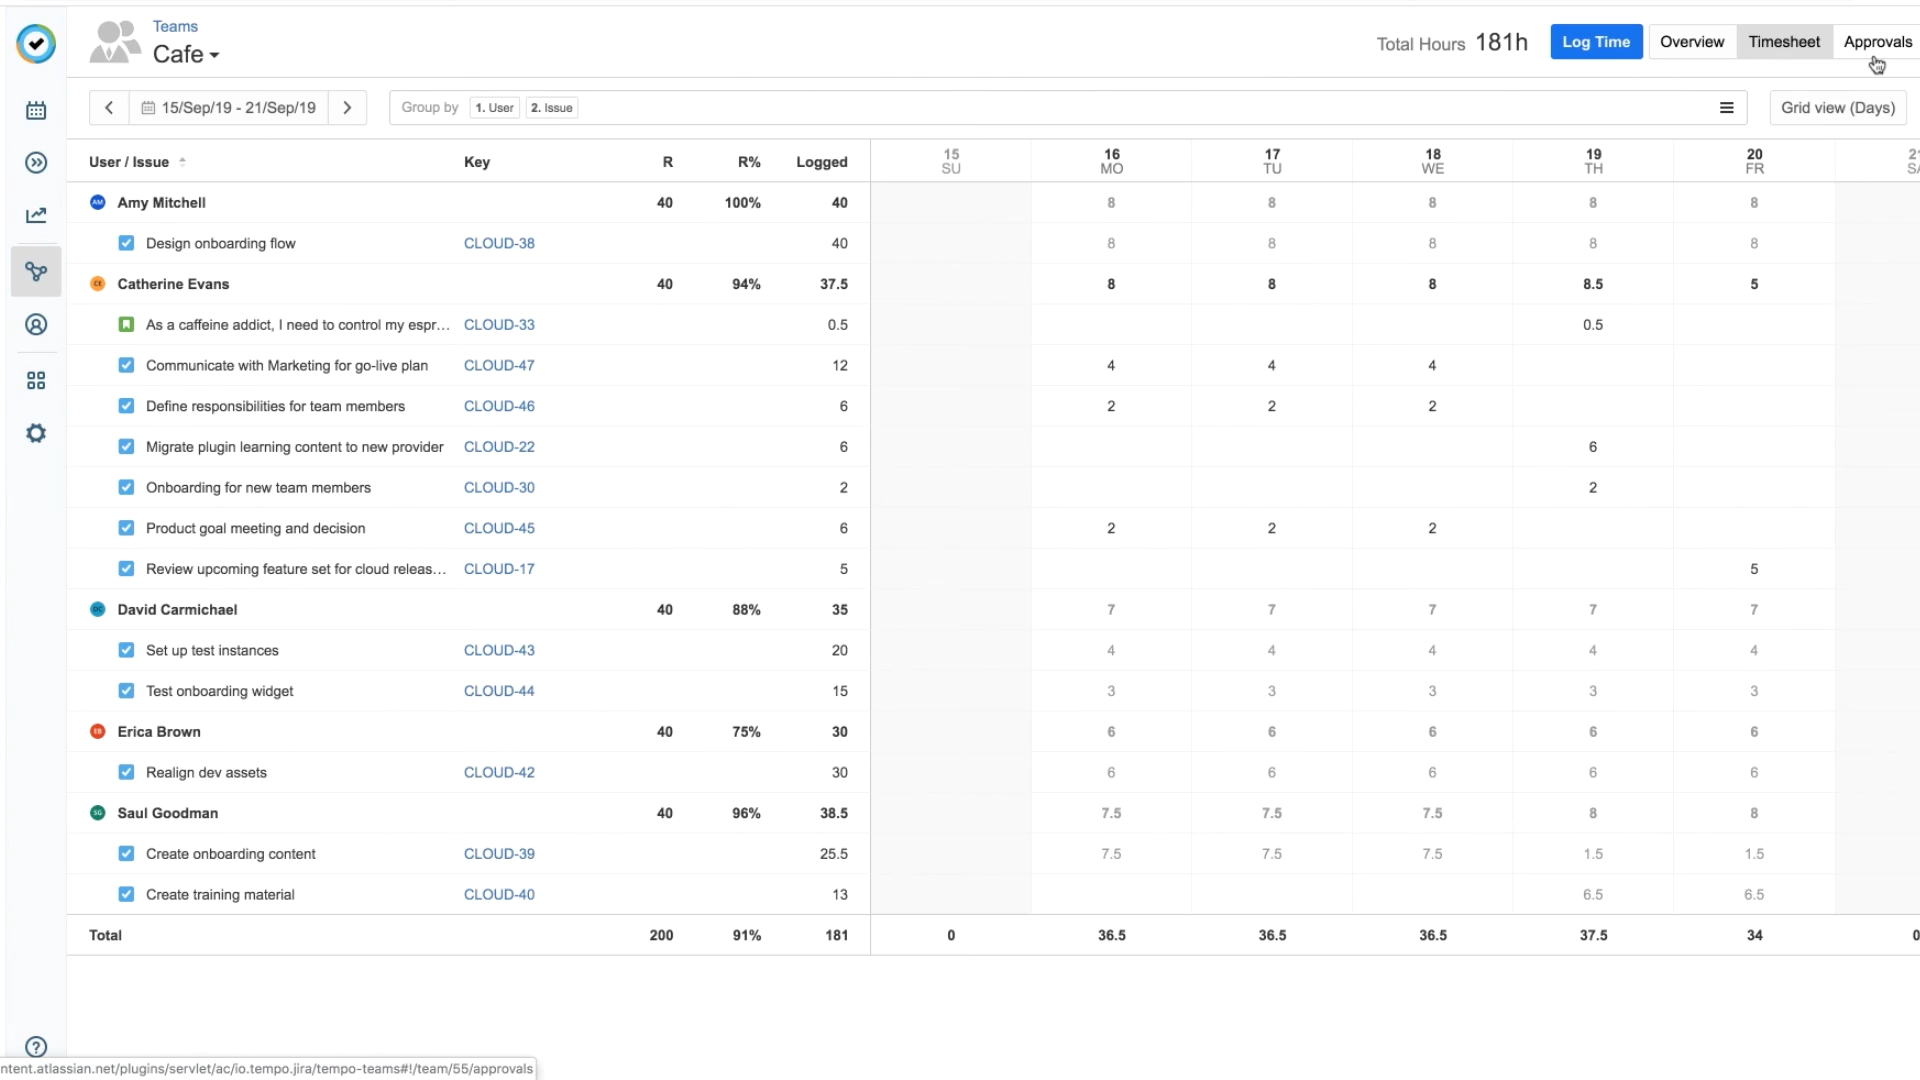 Teams
Cafe
Total Hours 181h Log Time Overview Timesheet Approvals
15/Sep/19 - 21/Sep/19 Group by 1. User 2. Issue Grid view (Days)
User / Issue Key R R% Logged 15 SU 16 MO 17 TU 18 WE 19 TH 20 FR
AM Amy Mitchell 40 100% 40 8 8 8 8 8
Design onboarding flow CLOUD-38 40 8 8 8 8 8
CE Catherine Evans 40 94% 37.5 8 8 8 8.5 5
As a caffeine addict, I need to control my espr... CLOUD-33 0.5 0.5
Communicate with Marketing for go-live plan CLOUD-47 12 4 4 4
Define responsibilities for team members CLOUD-46 6 2 2 2
Migrate plugin learning content to new provider CLOUD-22 6 6
Onboarding for new team members CLOUD-30 2 2
Product goal meeting and decision CLOUD-45 6 2 2 2
Review upcoming feature set for cloud releas... CLOUD-17 5 5
DC David Carmichael 40 88% 35 7 7 7 7 7
Set up test instances CLOUD-43 20 4 4 4 4 4
Test onboarding widget CLOUD-44 15 3 3 3 3 3
EB Erica Brown 40 75% 30 6 6 6 6 6
Realign dev assets CLOUD-42 30 6 6 6 6 6
SG Saul Goodman 40 96% 38.5 7.5 7.5 7.5 8 8
Create onboarding content CLOUD-39 25.5 7.5 7.5 7.5 1.5 1.5
Create training material CLOUD-40 13 6.5 6.5
Total 200 91% 181 0 36.5 36.5 36.5 37.5 34 0
ntent.atlassian.net/plugins/servlet/ac/io.tempo.jira/tempo-teams#!/team/55/approvals